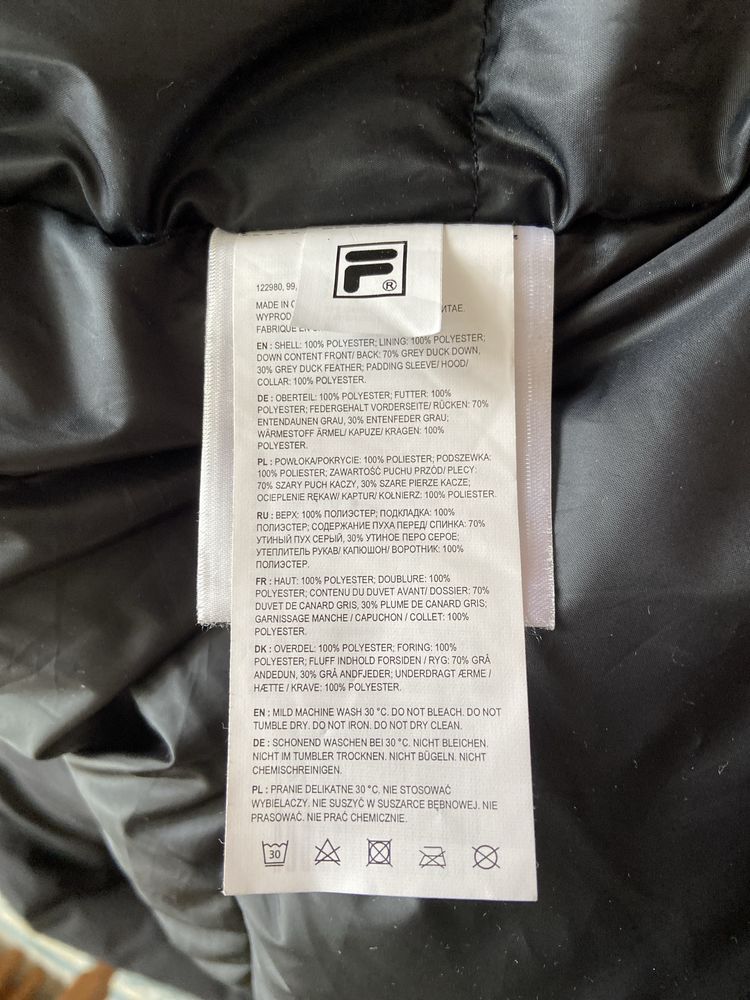 F
®
122980, 99,
MADE IN
WYPROD ИТАЕ.
FABRIQUE EN
EN : SHELL: 100% POLYESTER; LINING: 100% POLYESTER;
DOWN CONTENT FRONT/ BACK: 70% GREY DUCK DOWN,
30% GREY DUCK FEATHER; PADDING SLEEVE/ HOOD/
COLLAR: 100% POLYESTER.
DE : OBERTEIL: 100% POLYESTER; FUTTER: 100%
POLYESTER; FEDERGEHALT VORDERSEITE/ RÜCKEN: 70%
ENTENDAUNEN GRAU, 30% ENTENFEDER GRAU;
WÄRMESTOFF ÄRMEL/ KAPUZE/ KRAGEN: 100%
POLYESTER.
PL : POWŁOKA/POKRYCIE: 100% POLIESTER; PODSZEWKA:
100% POLIESTER; ZAWARTOŚĆ PUCHU PRZÓD/ PLECY:
70% SZARY PUCH KACZY, 30% SZARE PIERZE KACZE;
OCIEPLENIE RĘKAW/ KAPTUR/ KOLNIERZ: 100% POLIESTER.
RU : ВЕРХ: 100% ПОЛИЭСТЕР; ПОДКЛАДКА: 100%
ПОЛИЭСТЕР; СОДЕРЖАНИЕ ПУХА ПЕРЕД/ СПИНКА: 70%
УТИНЫЙ ПУХ СЕРЫЙ, 30% УТИНОЕ ПЕРО СЕРОЕ;
УТЕПЛИТЕЛЬ РУКАВ/ КАПЮШОН/ ВОРОТНИК: 100%
ПОЛИЭСТЕР.
FR : HAUT: 100% POLYESTER; DOUBLURE: 100%
POLYESTER; CONTENU DU DUVET AVANT/ DOSSIER: 70%
DUVET DE CANARD GRIS, 30% PLUME DE CANARD GRIS;
GARNISSAGE MANCHE / CAPUCHON / COLLET: 100%
POLYESTER.
DK : OVERDEL: 100% POLYESTER; FORING: 100%
POLYESTER; FLUFF INDHOLD FORSIDEN / RYG: 70% GRÅ
ANDEDUN, 30% GRÅ ANDFJEDER; UNDERDRAGT ÆRME /
HÆTTE / KRAVE: 100% POLYESTER.
EN : MILD MACHINE WASH 30 °C. DO NOT BLEACH. DO NOT
TUMBLE DRY. DO NOT IRON. DO NOT DRY CLEAN.
DE : SCHONEND WASCHEN BEI 30 °C. NICHT BLEICHEN.
NICHT IM TUMBLER TROCKNEN. NICHT BÜGELN. NICHT
CHEMISCHREINIGEN.
PL : PRANIE DELIKATNE 30 °C. NIE STOSOWAĆ
WYBIELACZY. NIE SUSZYĆ W SUSZARCE BĘBNOWEJ. NIE
PRASOWAĆ. NIE PRAĆ CHEMICZNIE.
30